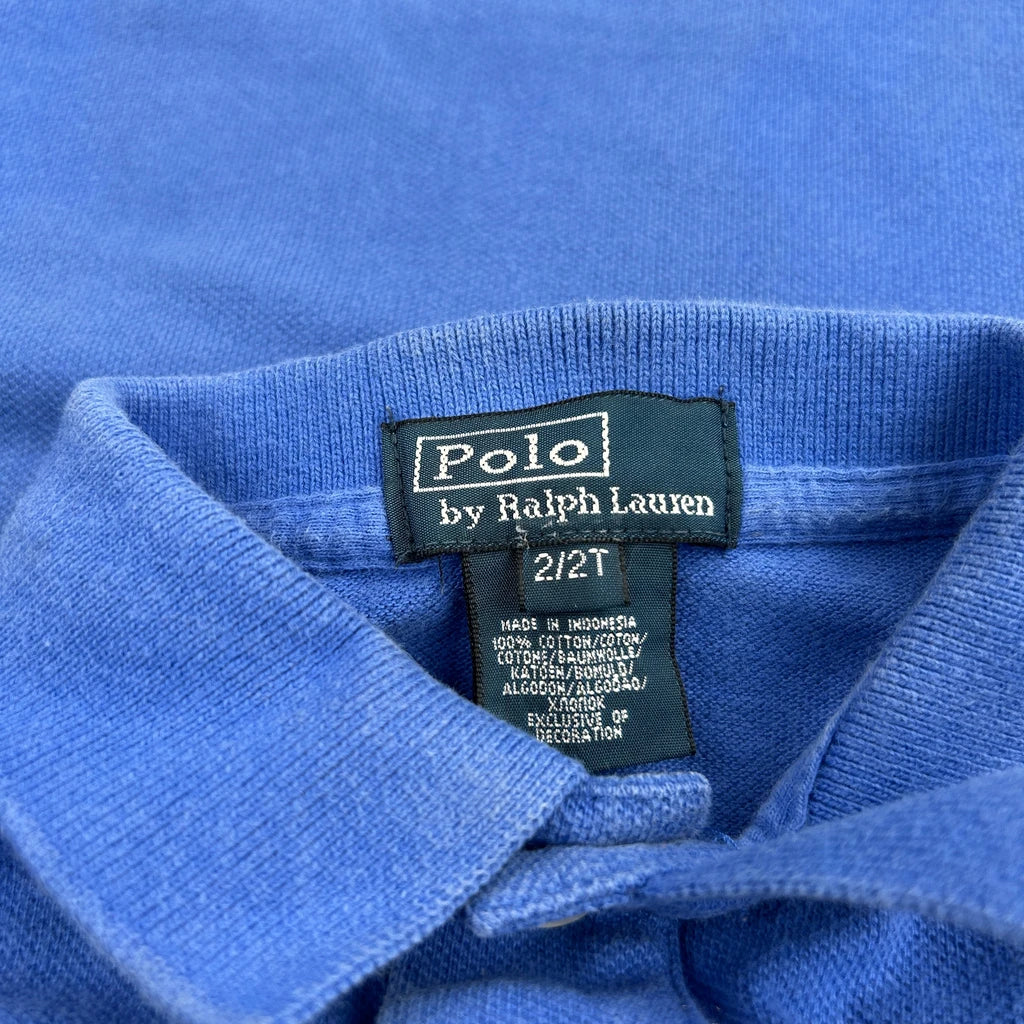 Polo
by Ralph Lauren
2/2T
MADE IN INDONESIA
100% COTTON/COTON/
COTONE/BAUMWOLLE/
KATOEN/BOMULD/
ALGODON/ALGODAO/
ХЛОПОК
EXCLUSIVE OF
DECORATION